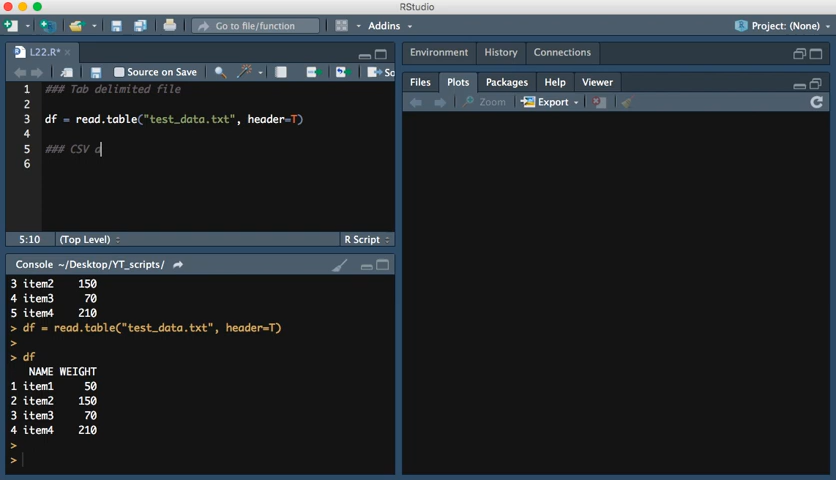 RStudio
Go to file/function
Addins
Project: (None)
L22.R*
Source on Save
So
1 ### Tab delimited file
2
3 df = read.table("test_data.txt", header=T)
4
5 ### CSV d
6
5:10 (Top Level) R Script
Console ~/Desktop/YT_scripts/
3 item2 150
4 item3 70
5 item4 210
> df = read.table("test_data.txt", header=T)
>
> df
NAME WEIGHT
1 item1 50
2 item2 150
3 item3 70
4 item4 210
>
>
Environment History Connections
Files Plots Packages Help Viewer
Zoom Export